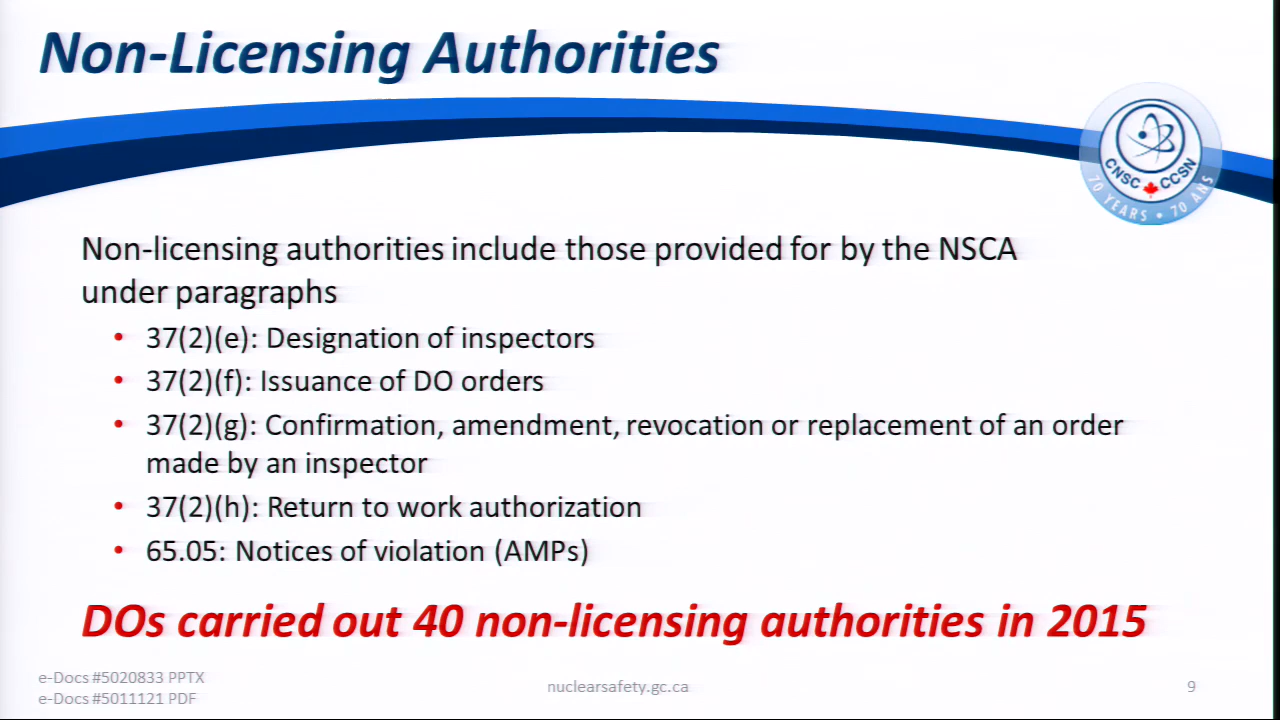 Non-Licensing Authorities
CNSC CCSN
70 YEARS • 70 ANS
Non-licensing authorities include those provided for by the NSCA
under paragraphs
• 37(2)(e): Designation of inspectors
• 37(2)(f): Issuance of DO orders
• 37(2)(g): Confirmation, amendment, revocation or replacement of an order
made by an inspector
• 37(2)(h): Return to work authorization
• 65.05: Notices of violation (AMPs)
DOs carried out 40 non-licensing authorities in 2015
e-Docs #5020833 PPTX
e-Docs #5011121 PDF
nuclearsafety.gc.ca
9